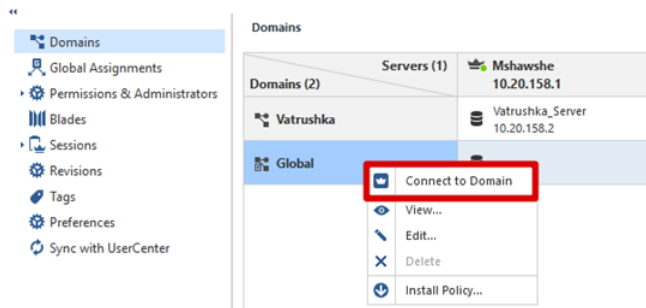 Domains
Global Assignments
Permissions & Administrators
Blades
Sessions
Revisions
Tags
Preferences
Sync with UserCenter
Domains
Servers (1)
Domains (2)
Mshawshe
10.20.158.1
Vatrushka
Vatrushka_Server
10.20.158.2
Global
Connect to Domain
View...
Edit...
Delete
Install Policy...